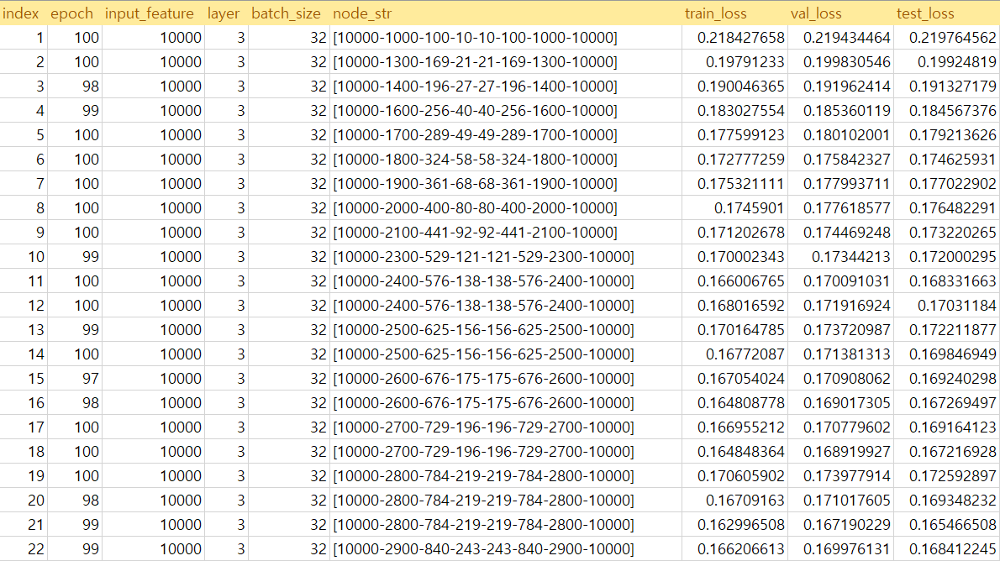 index epoch input_feature layer batch_size node_str train_loss val_loss test_loss
1 100 10000 3 32 [10000-1000-100-10-10-100-1000-10000] 0.218427658 0.219434464 0.219764562
2 100 10000 3 32 [10000-1300-169-21-21-169-1300-10000] 0.19791233 0.199830546 0.19924819
3 98 10000 3 32 [10000-1400-196-27-27-196-1400-10000] 0.190046365 0.191962414 0.191327179
4 99 10000 3 32 [10000-1600-256-40-40-256-1600-10000] 0.183027554 0.185360119 0.184567376
5 100 10000 3 32 [10000-1700-289-49-49-289-1700-10000] 0.177599123 0.180102001 0.179213626
6 100 10000 3 32 [10000-1800-324-58-58-324-1800-10000] 0.172777259 0.175842327 0.174625931
7 100 10000 3 32 [10000-1900-361-68-68-361-1900-10000] 0.175321111 0.177993711 0.177022902
8 100 10000 3 32 [10000-2000-400-80-80-400-2000-10000] 0.1745901 0.177618577 0.176482291
9 100 10000 3 32 [10000-2100-441-92-92-441-2100-10000] 0.171202678 0.174469248 0.173220265
10 99 10000 3 32 [10000-2300-529-121-121-529-2300-10000] 0.170002343 0.17344213 0.172000295
11 100 10000 3 32 [10000-2400-576-138-138-576-2400-10000] 0.166006765 0.170091031 0.168331663
12 100 10000 3 32 [10000-2400-576-138-138-576-2400-10000] 0.168016592 0.171916924 0.17031184
13 99 10000 3 32 [10000-2500-625-156-156-625-2500-10000] 0.170164785 0.173720987 0.172211877
14 100 10000 3 32 [10000-2500-625-156-156-625-2500-10000] 0.16772087 0.171381313 0.169846949
15 97 10000 3 32 [10000-2600-676-175-175-676-2600-10000] 0.167054024 0.170908062 0.169240298
16 98 10000 3 32 [10000-2600-676-175-175-676-2600-10000] 0.164808778 0.169017305 0.167269497
17 100 10000 3 32 [10000-2700-729-196-196-729-2700-10000] 0.166955212 0.170779602 0.169164123
18 100 10000 3 32 [10000-2700-729-196-196-729-2700-10000] 0.164848364 0.168919927 0.167216928
19 100 10000 3 32 [10000-2800-784-219-219-784-2800-10000] 0.170605902 0.173977914 0.172592897
20 98 10000 3 32 [10000-2800-784-219-219-784-2800-10000] 0.16709163 0.171017605 0.169348232
21 99 10000 3 32 [10000-2800-784-219-219-784-2800-10000] 0.162996508 0.167190229 0.165466508
22 99 10000 3 32 [10000-2900-840-243-243-840-2900-10000] 0.166206613 0.169976131 0.168412245